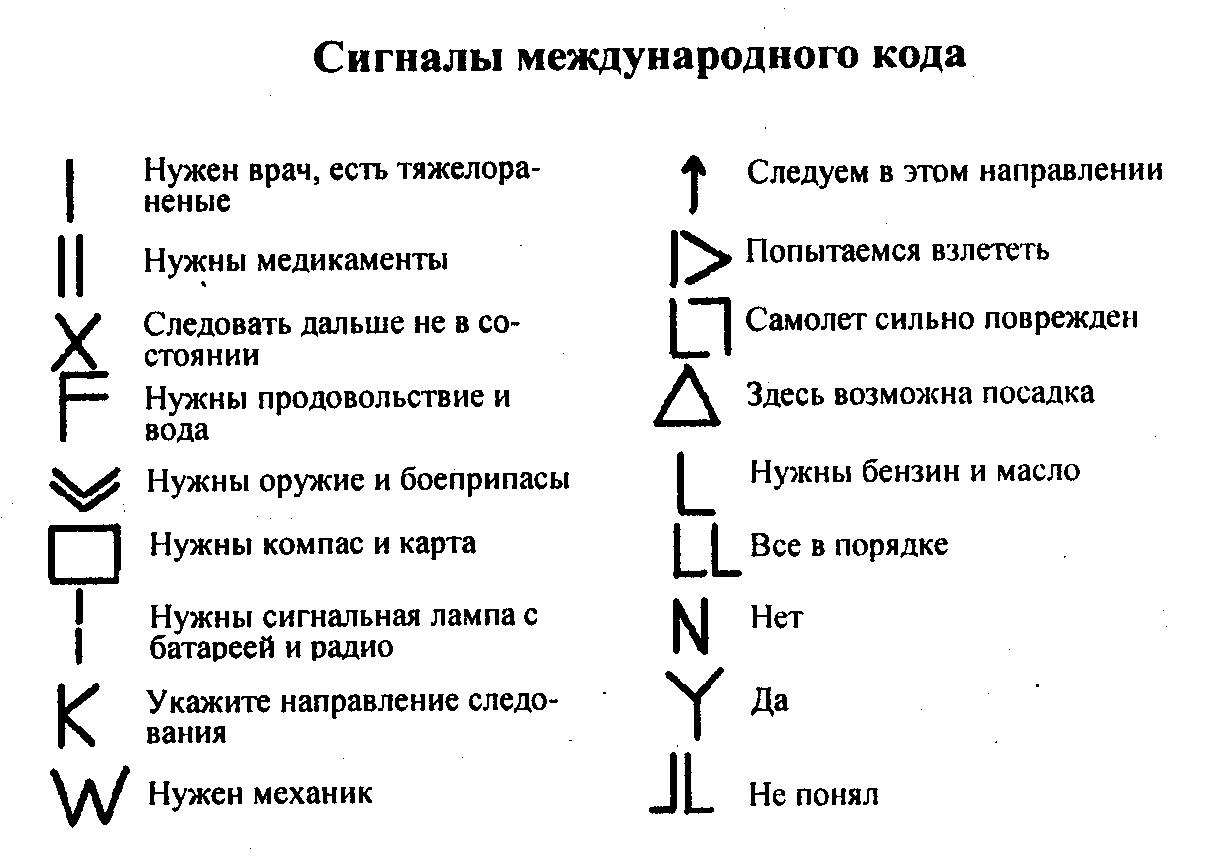 Сигналы международного кода
Нужен врач, есть тяжелора-
неные
Нужны медикаменты
X Следовать дальше не в со-
стоянии
F Нужны продовольствие и
вода
Нужны оружие и боеприпасы
Нужны компас и карта
Нужны сигнальная лампа с
батареей и радио
K Укажите направление следо-
вания
W Нужен механик
Следуем в этом направлении
Попытаемся взлететь
Самолет сильно поврежден
Здесь возможна посадка
L Нужны бензин и масло
LL Все в порядке
N Нет
Y Да
Не понял